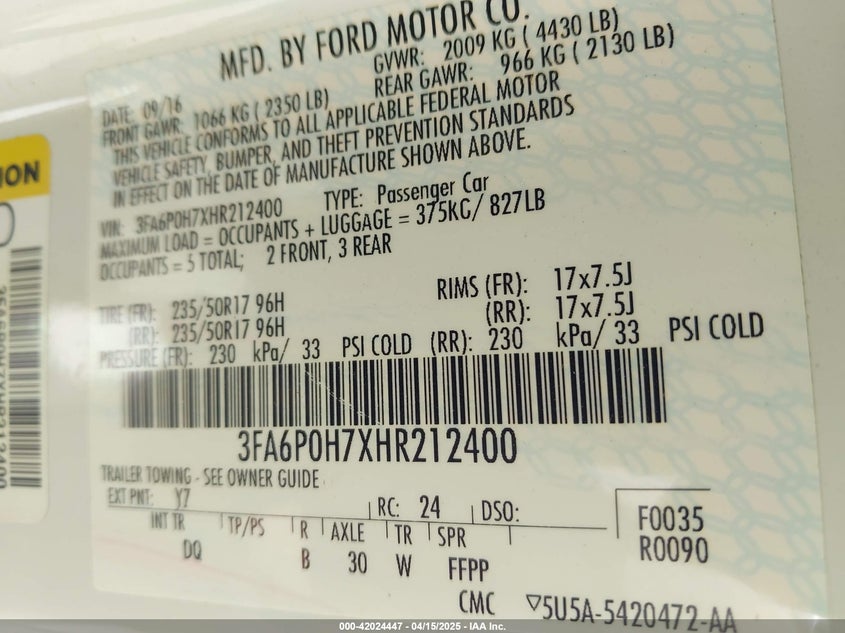 MFD. BY FORD MOTOR CO.
DATE: 09/16 GVWR: 2009 KG ( 4430 LB)
FRONT GAWR: 1066 KG ( 2350 LB) REAR GAWR: 966 KG ( 2130 LB)
THIS VEHICLE CONFORMS TO ALL APPLICABLE FEDERAL MOTOR
VEHICLE SAFETY, BUMPER, AND THEFT PREVENTION STANDARDS
IN EFFECT ON THE DATE OF MANUFACTURE SHOWN ABOVE.
VIN: 3FA6P0H7XHR212400 TYPE: Passenger Car
MAXIMUM LOAD = OCCUPANTS + LUGGAGE = 375KG/ 827LB
OCCUPANTS = 5 TOTAL; 2 FRONT, 3 REAR
TIRE (FR): 235/50R17 96H RIMS (FR): 17x7.5J
(RR): 235/50R17 96H (RR): 17x7.5J
PRESSURE (FR): 230 kPa/ 33 PSI COLD (RR): 230 kPa/ 33 PSI COLD
3FA6P0H7XHR212400
TRAILER TOWING - SEE OWNER GUIDE
EXT PNT: Y7 RC: 24 DSO:
INT TR TP/PS R AXLE TR SPR F0035
DQ B 30 W FFPP R0090
CMC ▽5U5A-5420472-AA
ION
3FA6P0H7XHR212400
000-42024447 - 04/15/2025 - IAA Inc.